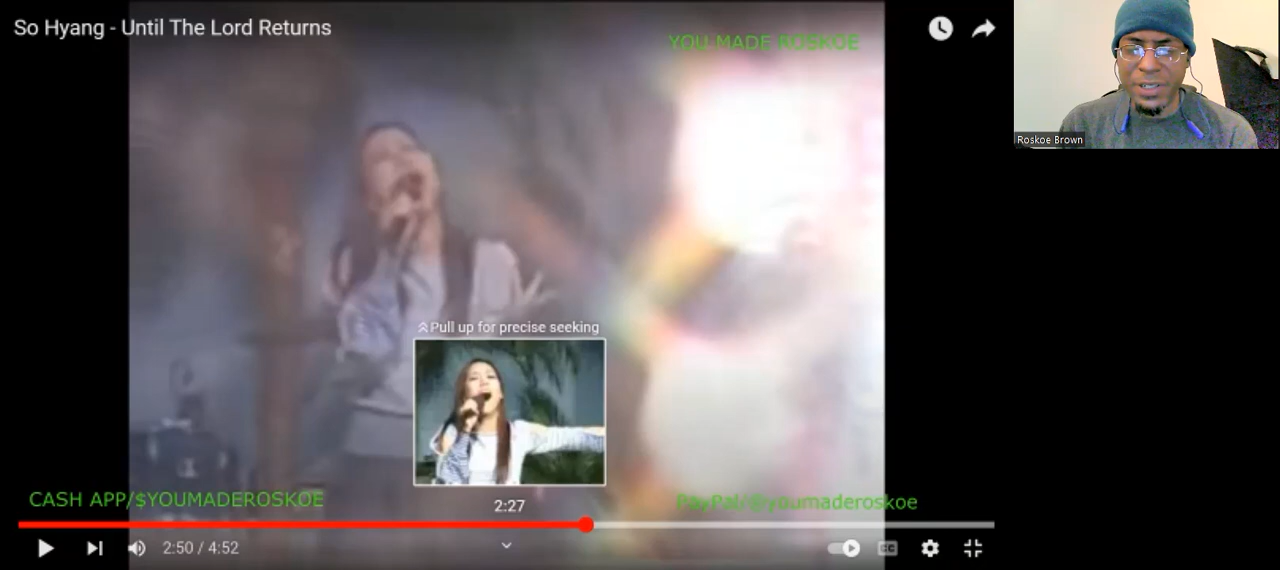 So Hyang - Until The Lord Returns
YOU MADE ROSKOE
Roskoe Brown
Pull up for precise seeking
2:27
CASH APP/$YOUMADEROSKOE
PayPal/@youmaderoskoe
2:50 / 4:52
CC